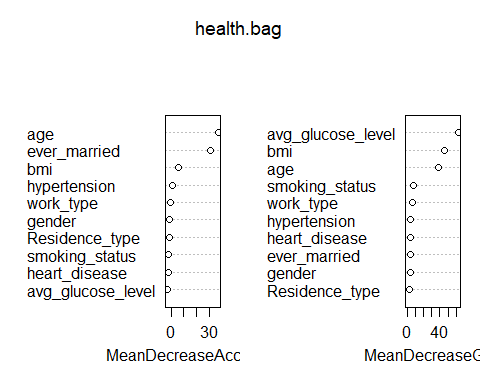 health.bag
age
ever_married
bmi
hypertension
work_type
gender
Residence_type
smoking_status
heart_disease
avg_glucose_level
0 30
MeanDecreaseAcc
avg_glucose_level
bmi
age
smoking_status
work_type
hypertension
heart_disease
ever_married
gender
Residence_type
0 40
MeanDecreaseG